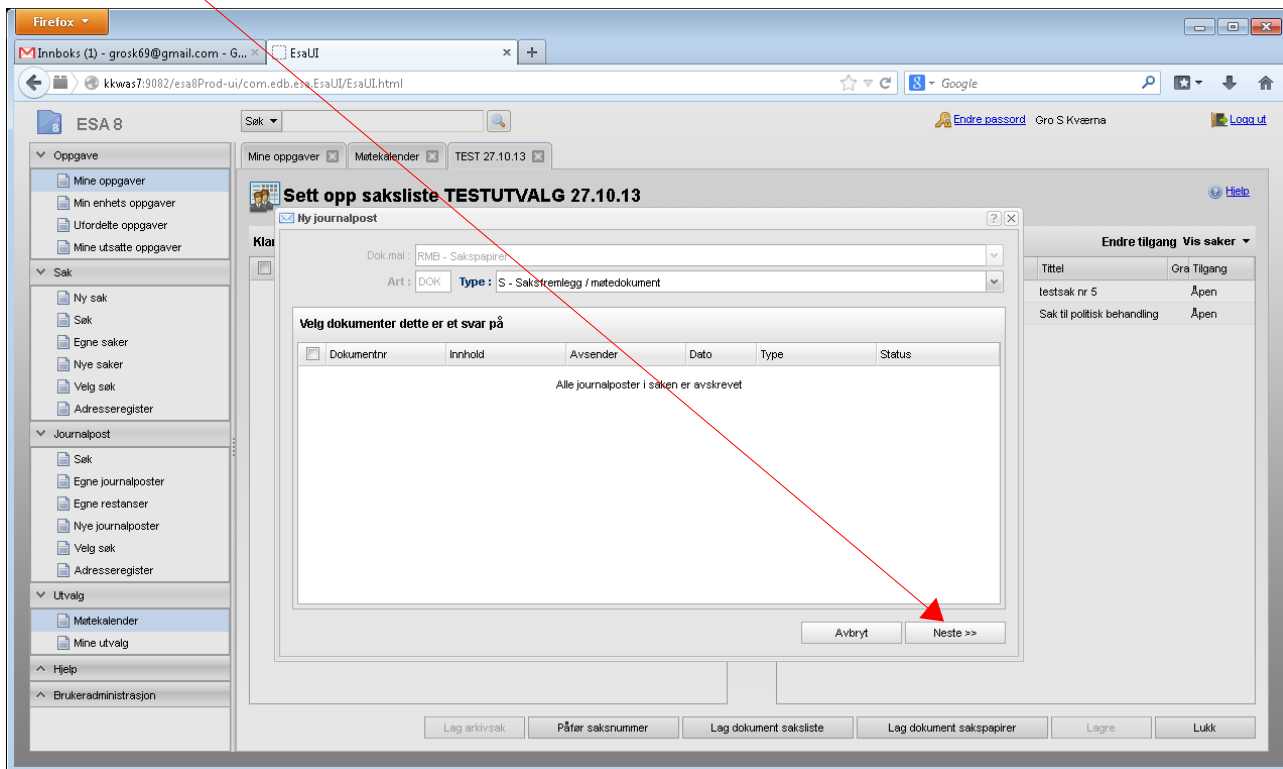 Firefox
Innboks (1) - grosk69@gmail.com - G... EsaUI
kkwas7:9082/esa8Prod-ui/com.edb.esa.EsaUI/EsaUI.html Google
ESA 8 Søk Endre passord Gro S Kværna Logg ut
Oppgave
Mine oppgaver
Min enhets oppgaver
Ufordelte oppgaver
Mine utsatte oppgaver
Sak
Ny sak
Søk
Egne saker
Nye saker
Velg søk
Adresseregister
Journalpost
Søk
Egne journalposter
Egne restanser
Nye journalposter
Velg søk
Adresseregister
Utvalg
Møtekalender
Mine utvalg
Hjelp
Brukeradministrasjon
Mine oppgaver Møtekalender TEST 27.10.13
Sett opp saksliste TESTUTVALG 27.10.13 Hjelp
Klar Endre tilgang Vis saker
Tittel Gra Tilgang
testsak nr 5 Åpen
Sak til politisk behandling Åpen
Ny journalpost
Dok.mal : RMB - Sakspapirer
Art : DOK Type : S - Saksfremlegg / møtedokument
Velg dokumenter dette er et svar på
Dokumentnr Innhold Avsender Dato Type Status
Alle journalposter i saken er avskrevet
Avbryt Neste >>
Lag arkivsak Påfør saksnummer Lag dokument saksliste Lag dokument sakspapirer Lagre Lukk